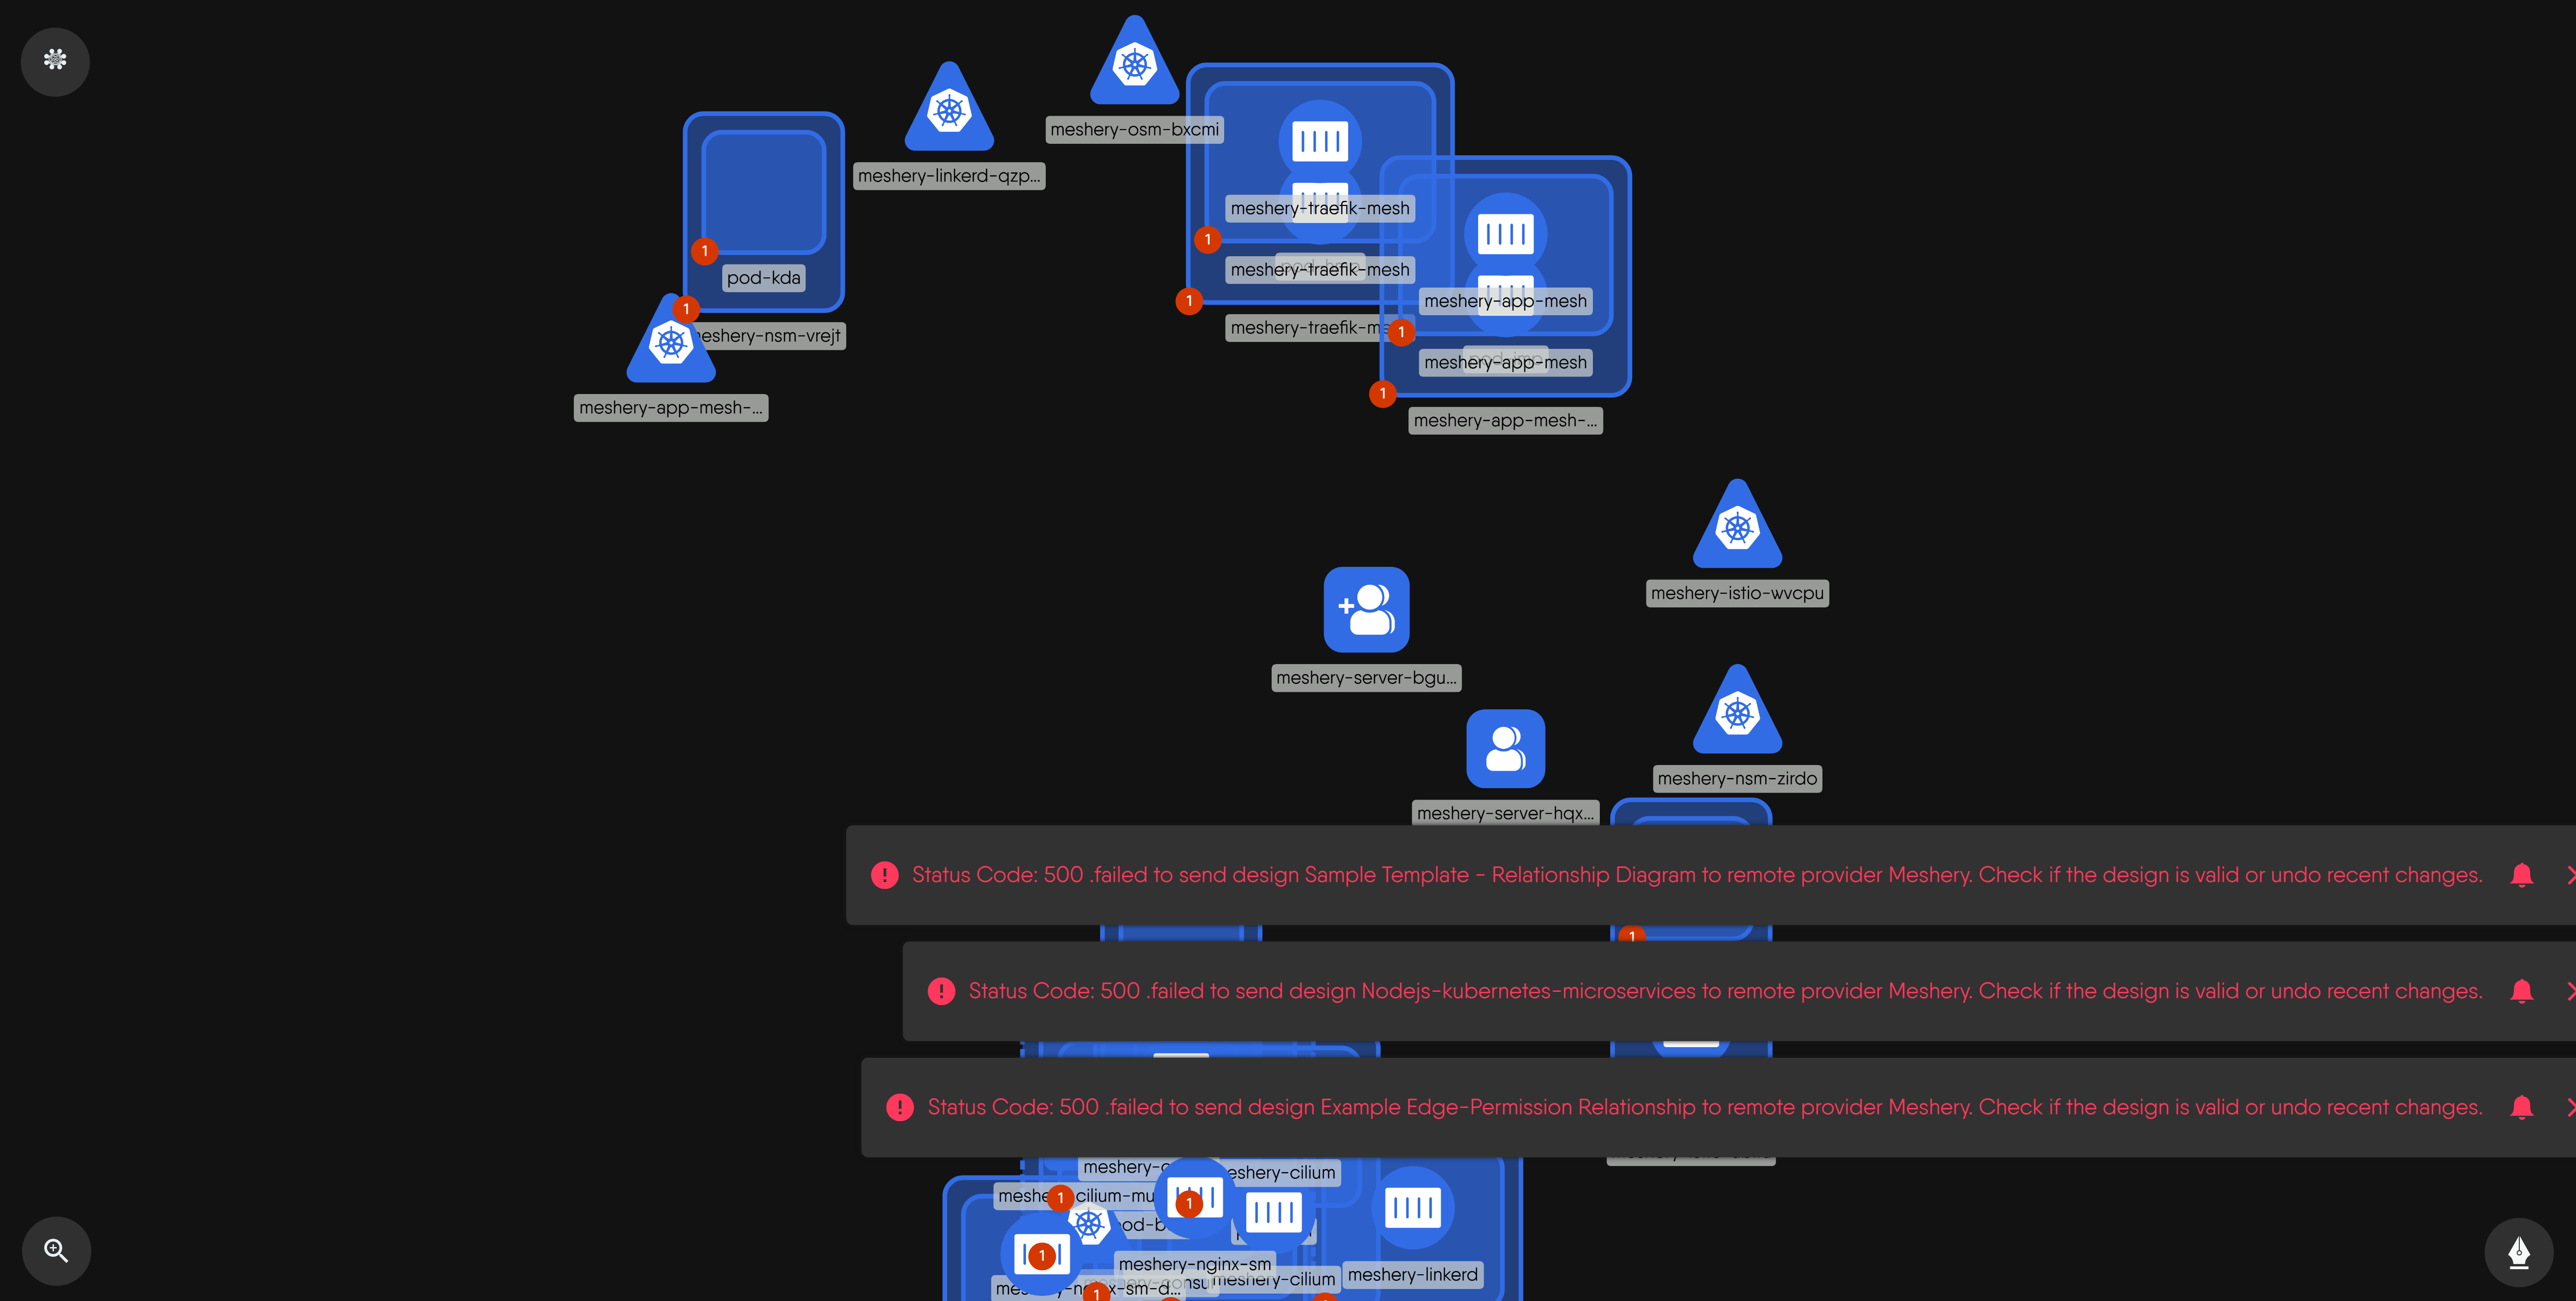 meshery-osm-bxcmi
meshery-linkerd-qzp...
meshery-traefik-mesh
1
1
pod-kda
meshery-traefik-mesh
1
meshery-app-mesh
1
meshery-traefik-me
1
eshery-nsm-vrejt
meshery-app-mesh
1
meshery-app-mesh-...
meshery-app-mesh-...
meshery-istio-wvcpu
meshery-server-bgu...
meshery-nsm-zirdo
meshery-server-hqx...
Status Code: 500 .failed to send design Sample Template - Relationship Diagram to remote provider Meshery. Check if the design is valid or undo recent changes.
1
Status Code: 500 .failed to send design Nodejs-kubernetes-microservices to remote provider Meshery. Check if the design is valid or undo recent changes.
Status Code: 500 .failed to send design Example Edge-Permission Relationship to remote provider Meshery. Check if the design is valid or undo recent changes.
eshery-cilium
1
cilium-mu
1
1
meshery-nginx-sm
meshery-cilium
meshery-linkerd
x-sm-d...
1